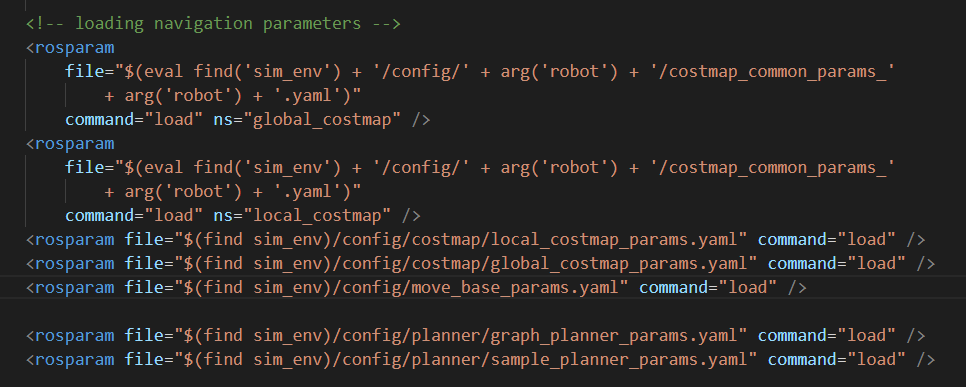 <!-- loading navigation parameters -->
<rosparam
file="$(eval find('sim_env') + '/config/' + arg('robot') + '/costmap_common_params_'
+ arg('robot') + '.yaml')"
command="load" ns="global_costmap" />
<rosparam
file="$(eval find('sim_env') + '/config/' + arg('robot') + '/costmap_common_params_'
+ arg('robot') + '.yaml')"
command="load" ns="local_costmap" />
<rosparam file="$(find sim_env)/config/costmap/local_costmap_params.yaml" command="load" />
<rosparam file="$(find sim_env)/config/costmap/global_costmap_params.yaml" command="load" />
<rosparam file="$(find sim_env)/config/move_base_params.yaml" command="load" />
<rosparam file="$(find sim_env)/config/planner/graph_planner_params.yaml" command="load" />
<rosparam file="$(find sim_env)/config/planner/sample_planner_params.yaml" command="load" />